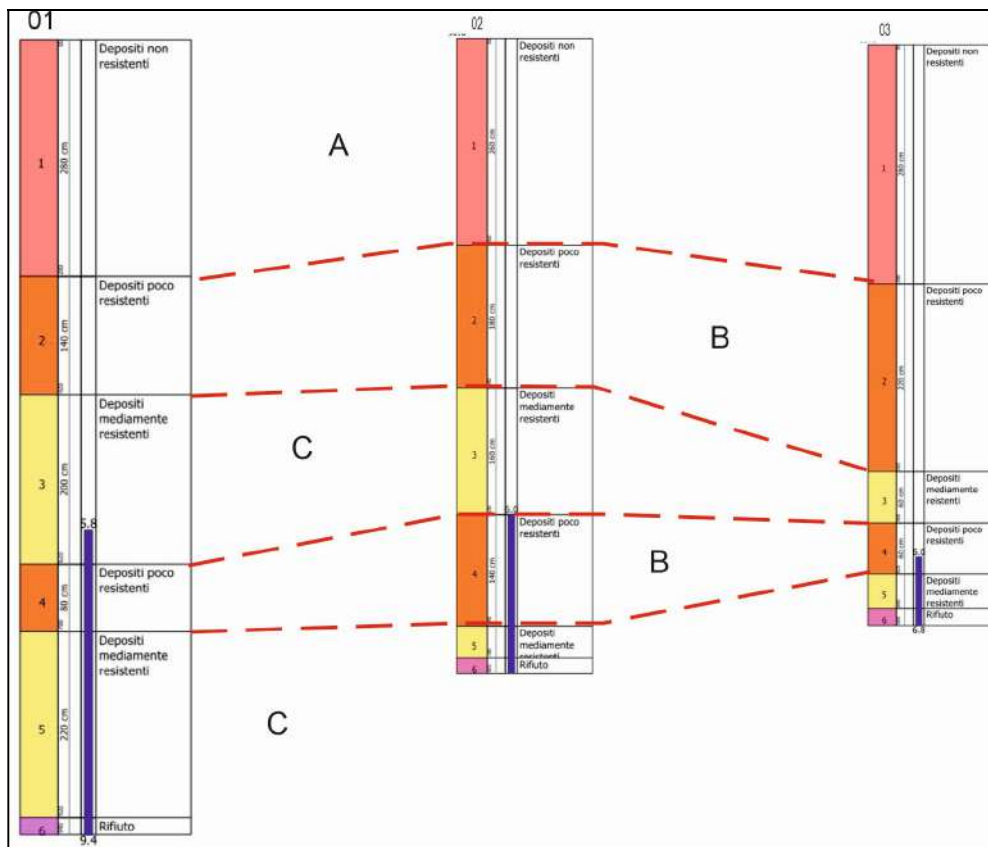 01
Depositi non
resistenti
1
280 cm
Depositi poco
resistenti
2
140 cm
Depositi
mediamente
resistenti
3
200 cm
5.8
Depositi poco
resistenti
4
80 cm
Depositi
mediamente
resistenti
5
220 cm
Rifiuto
6
9.4
A
C
C
02
Depositi non
resistenti
1
260 cm
Depositi poco
resistenti
2
180 cm
Depositi
mediamente
resistenti
3
160 cm
6.0
Depositi poco
resistenti
4
140 cm
Depositi
mediamente
resistenti
5
Rifiuto
6
B
B
03
Depositi non
resistenti
1
280 cm
Depositi poco
resistenti
2
220 cm
Depositi
mediamente
reistenti
3
60 cm
Depositi poco
resistenti
4
60 cm
6.0
Depositi
mediamente
resistenti
5
Rifiuto
6
6.8